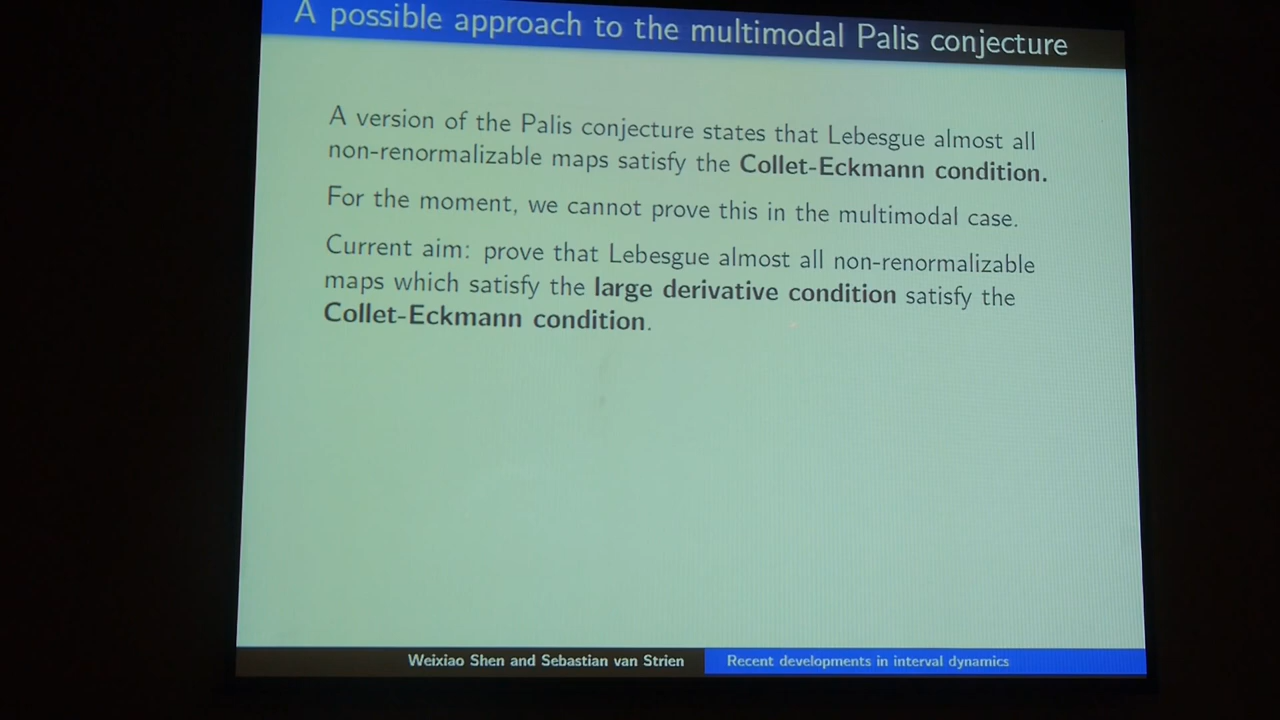 A possible approach to the multimodal Palis conjecture
A version of the Palis conjecture states that Lebesgue almost all
non-renormalizable maps satisfy the Collet-Eckmann condition.
For the moment, we cannot prove this in the multimodal case.
Current aim: prove that Lebesgue almost all non-renormalizable
maps which satisfy the large derivative condition satisfy the
Collet-Eckmann condition.
Weixiao Shen and Sebastian van Strien
Recent developments in interval dynamics